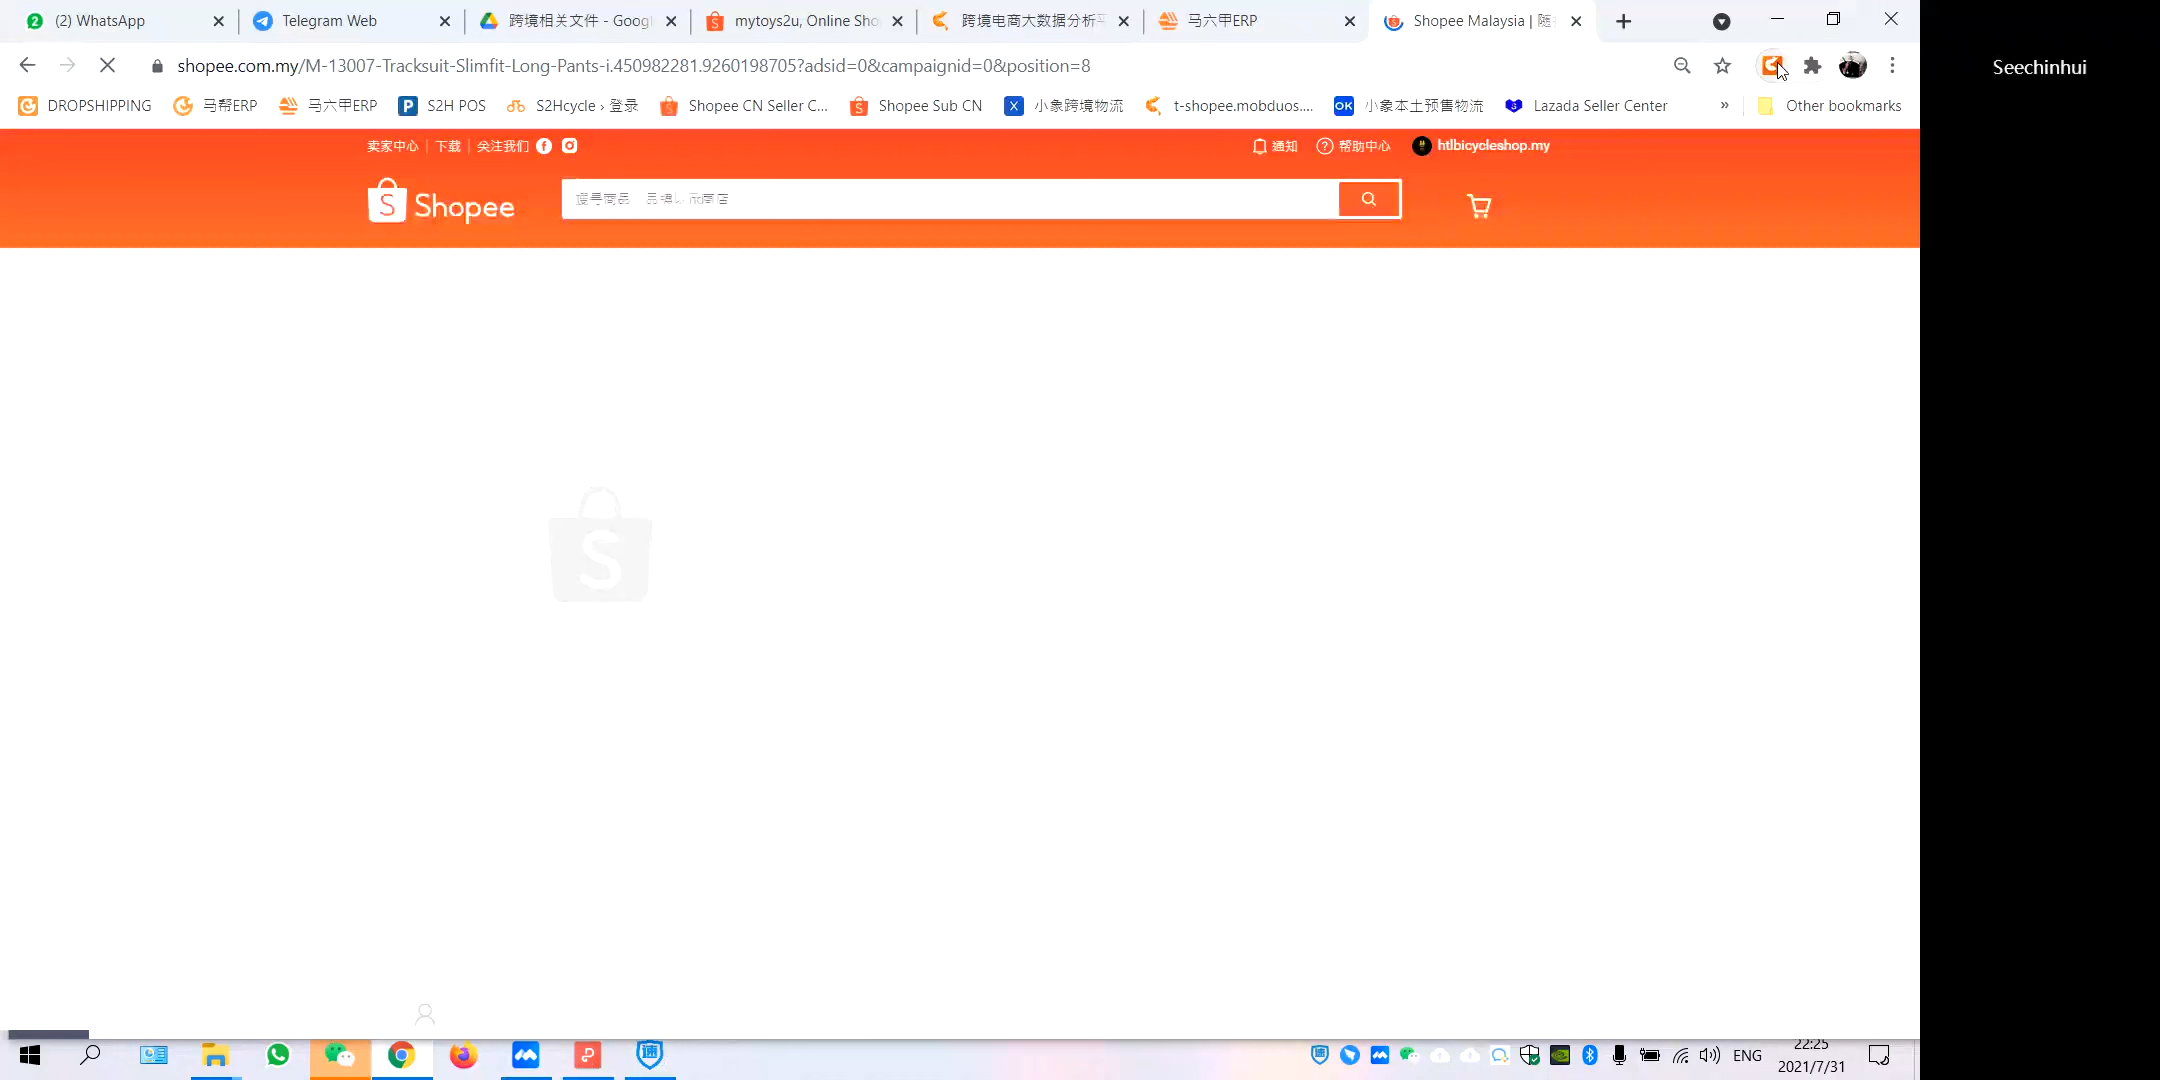 (2) WhatsApp
Telegram Web
跨境相关文件 - Googl
mytoys2u, Online Sho
跨境电商大数据分析平
马六甲ERP
Shopee Malaysia | 随
shopee.com.my/M-13007-Tracksuit-Slimfit-Long-Pants-i.450982281.9260198705?adsid=0&campaignid=0&position=8
Seechinhui
DROPSHIPPING
马帮ERP
马六甲ERP
S2H POS
S2Hcycle › 登录
Shopee CN Seller C...
Shopee Sub CN
小象跨境物流
t-shopee.mobduos....
小象本土预售物流
Lazada Seller Center
»
Other bookmarks
卖家中心 | 下载 | 关注我们
通知
帮助中心
htlbicycleshop.my
Shopee
ENG
22:25
2021/7/31